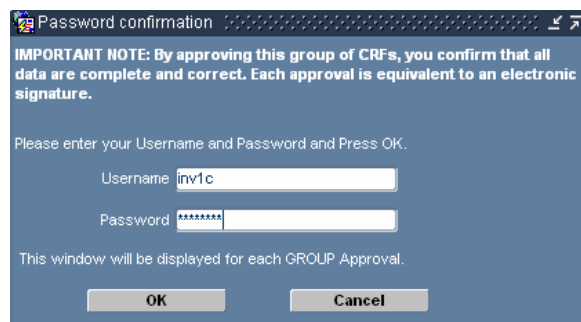 Password confirmation
IMPORTANT NOTE: By approving this group of CRFs, you confirm that all
data are complete and correct. Each approval is equivalent to an electronic
signature.
Please enter your Username and Password and Press OK.
Username inv1c
Password ********
This window will be displayed for each GROUP Approval.
OK Cancel